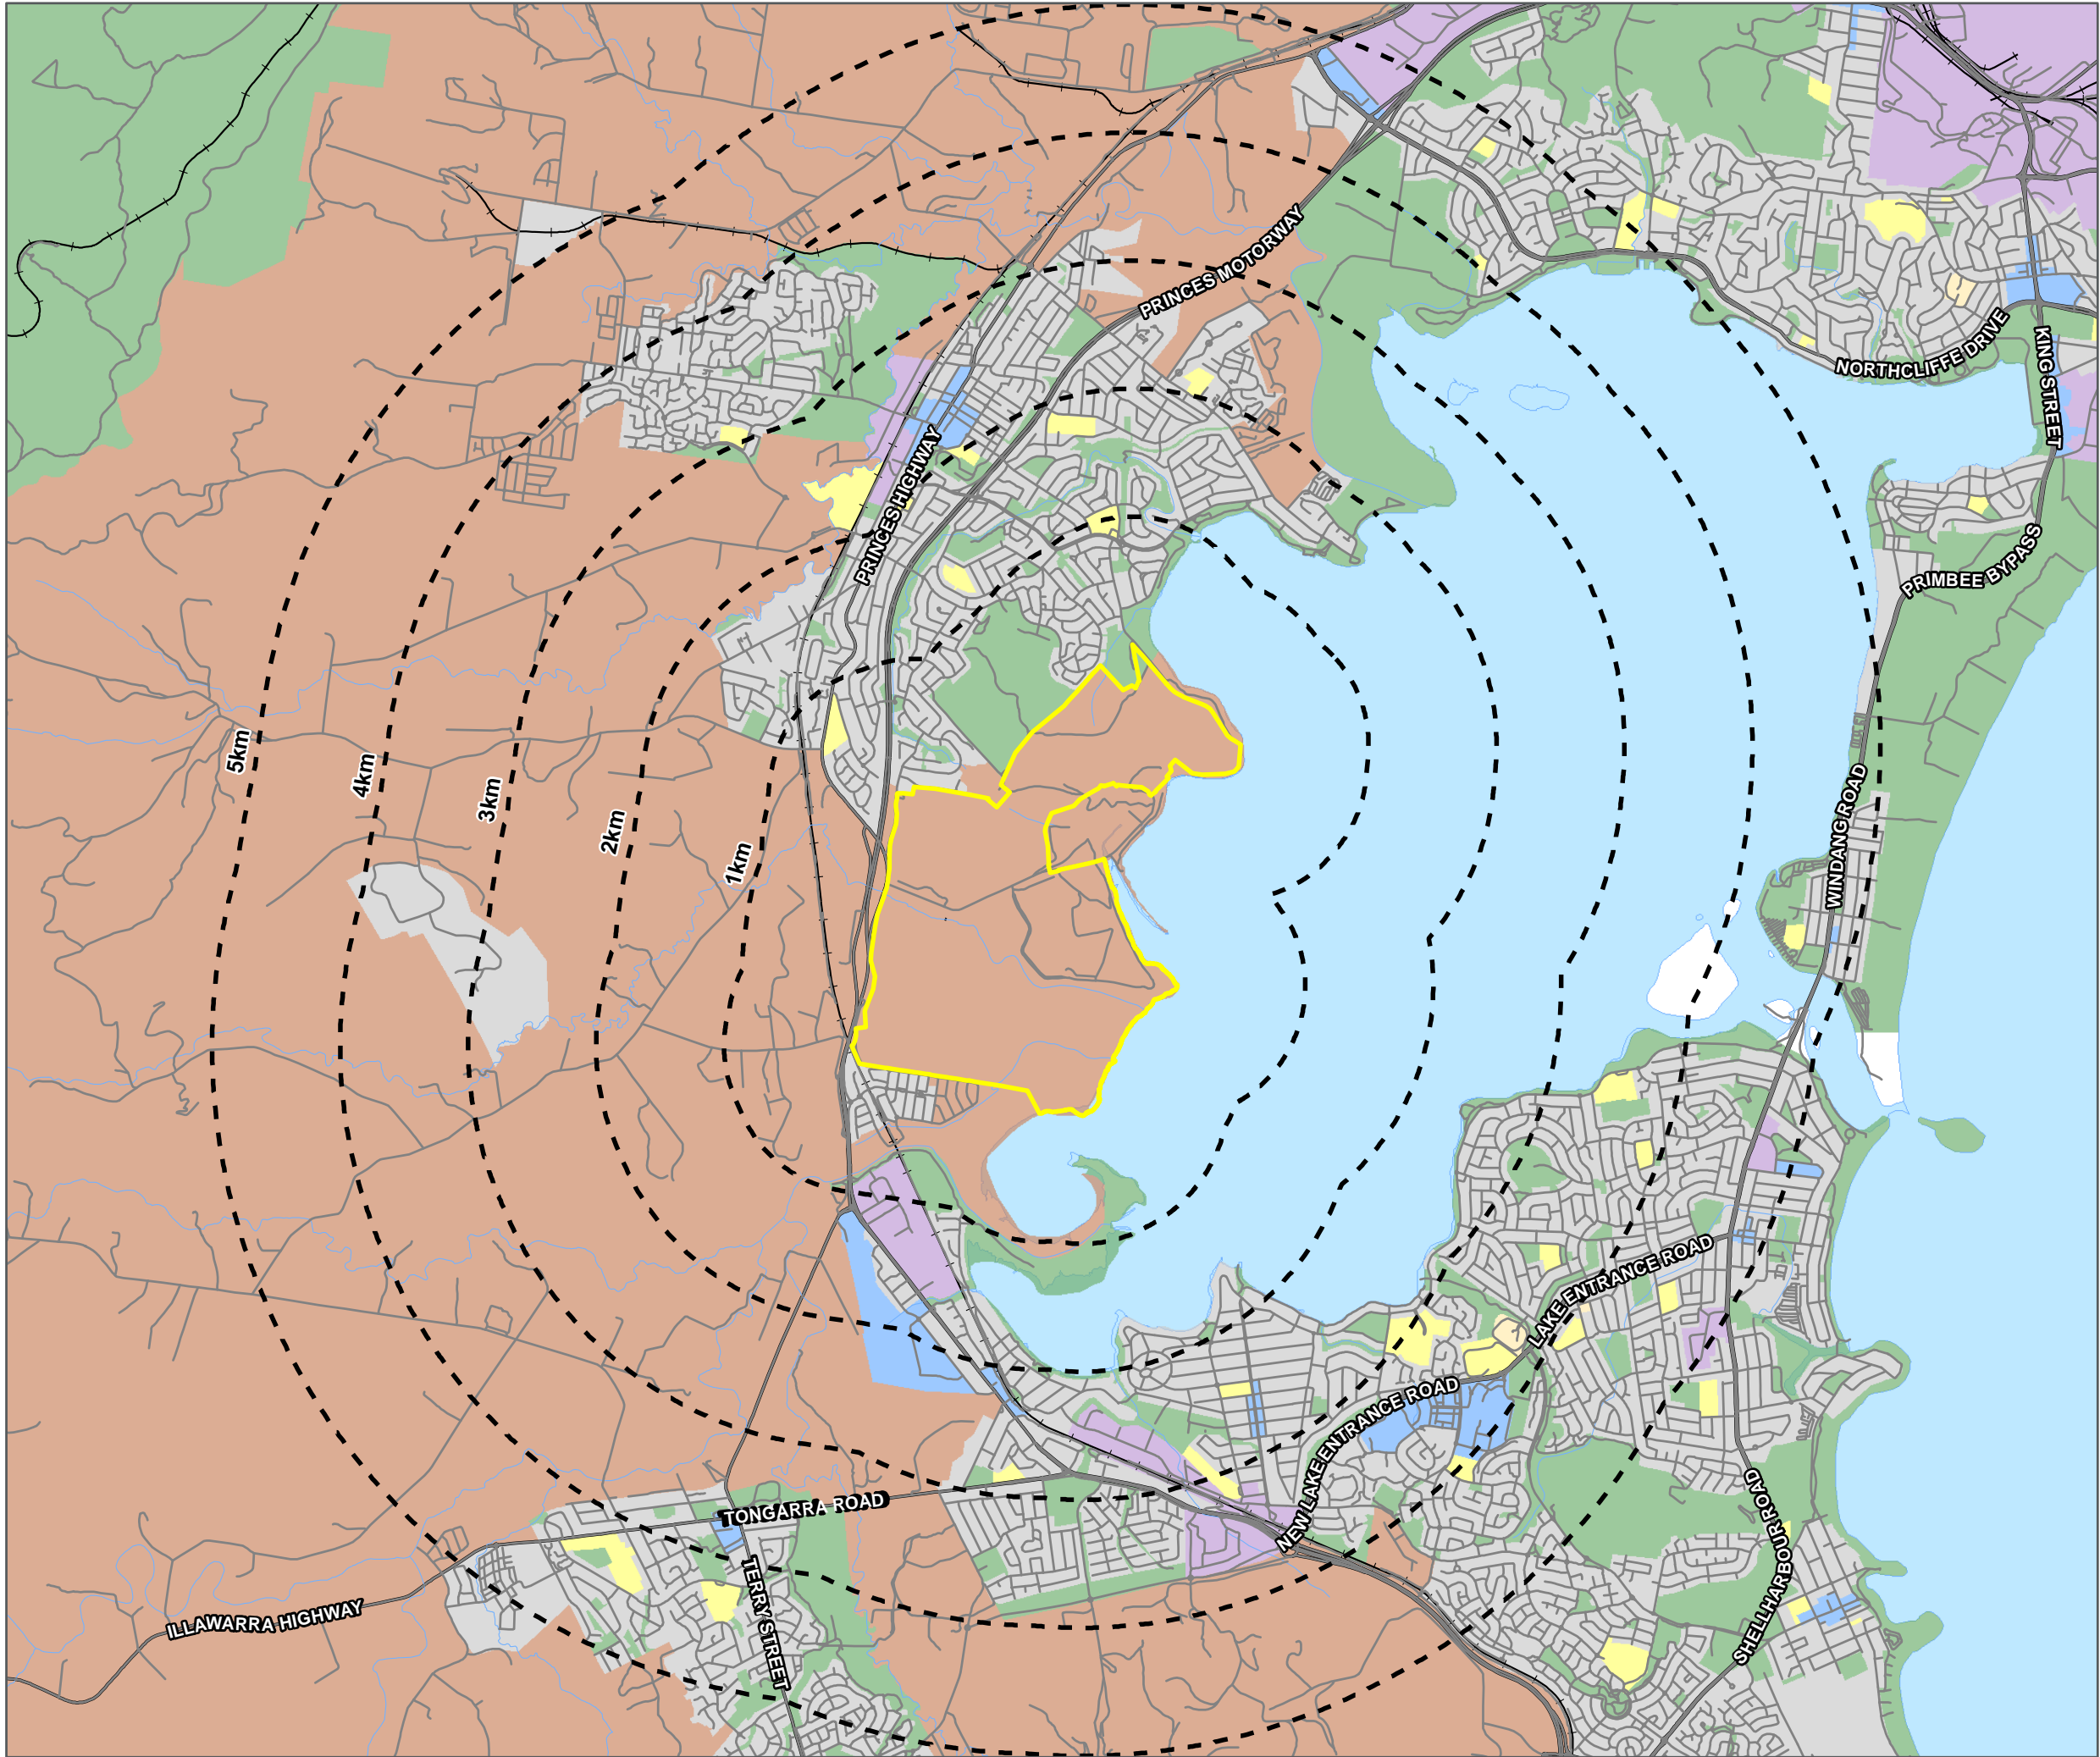 PRINCES MOTORWAY
NORTHCLIFFE DRIVE
KING STREET
PRINCES HIGHWAY
PRIMBEE BYPASS
5km
4km
3km
2km
1km
WINDANG ROAD
LAKE ENTRANCE ROAD
NEW LAKE ENTRANCE ROAD
TONGARRA ROAD
SHELLHARBOUR ROAD
TERRY STREET
ILLAWARRA HIGHWAY